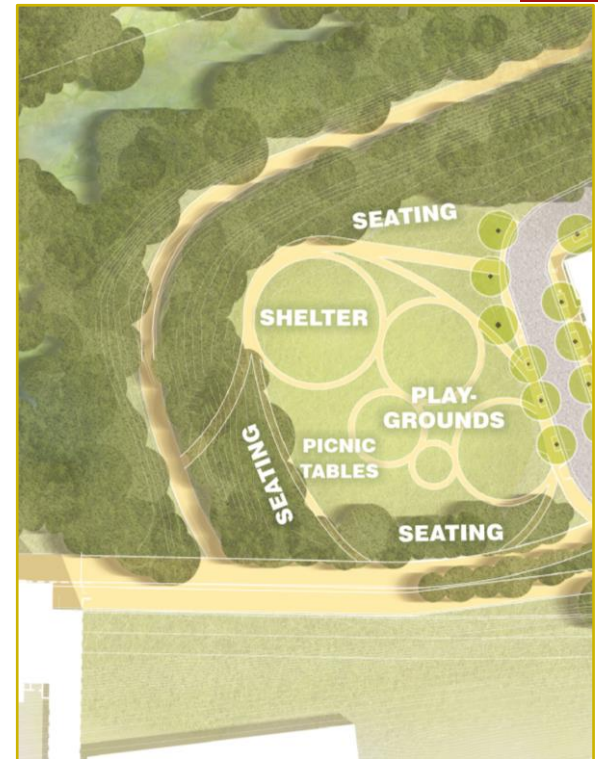 SEATING
SHELTER
PLAY-
GROUNDS
PICNIC
TABLES
SEATING
SEATING